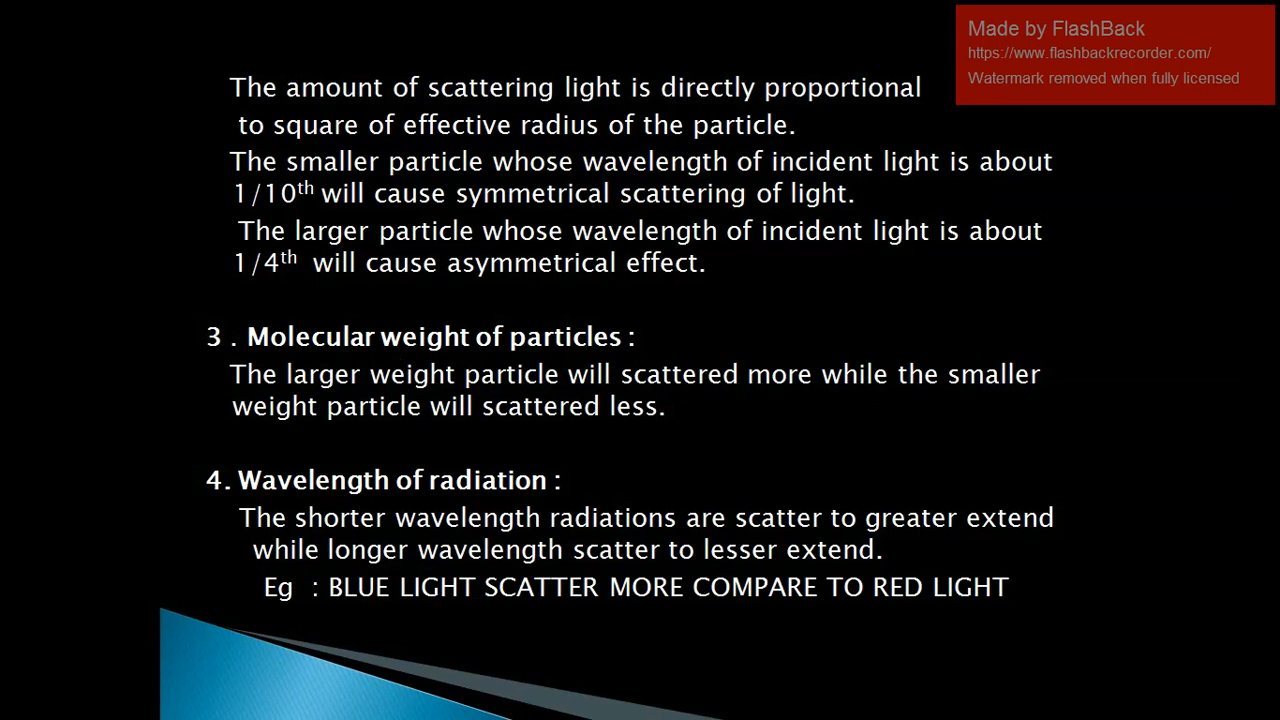 Made by FlashBack
https://www.flashbackrecorder.com/
Watermark removed when fully licensed
The amount of scattering light is directly proportional
to square of effective radius of the particle.
The smaller particle whose wavelength of incident light is about
1/10th will cause symmetrical scattering of light.
The larger particle whose wavelength of incident light is about
1/4th will cause asymmetrical effect.
3 . Molecular weight of particles :
The larger weight particle will scattered more while the smaller
weight particle will scattered less.
4. Wavelength of radiation :
The shorter wavelength radiations are scatter to greater extend
while longer wavelength scatter to lesser extend.
Eg : BLUE LIGHT SCATTER MORE COMPARE TO RED LIGHT